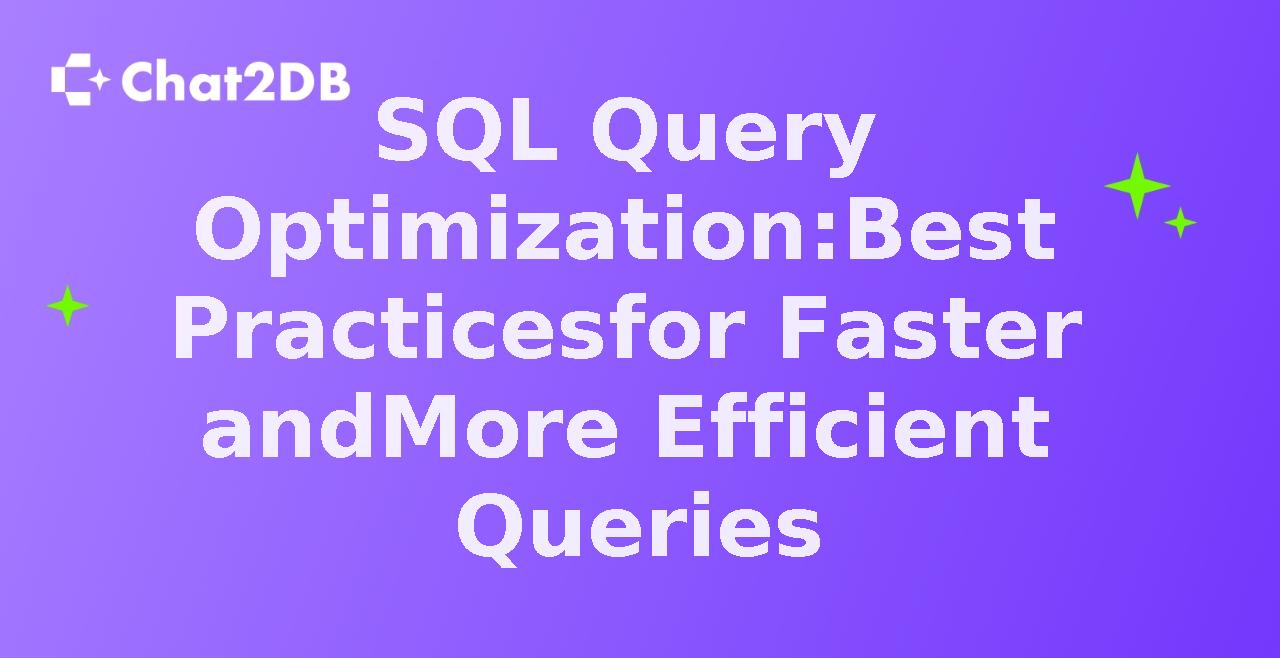 Chat2DB
SQL Query
Optimization:Best
Practicesfor Faster
andMore Efficient
Queries